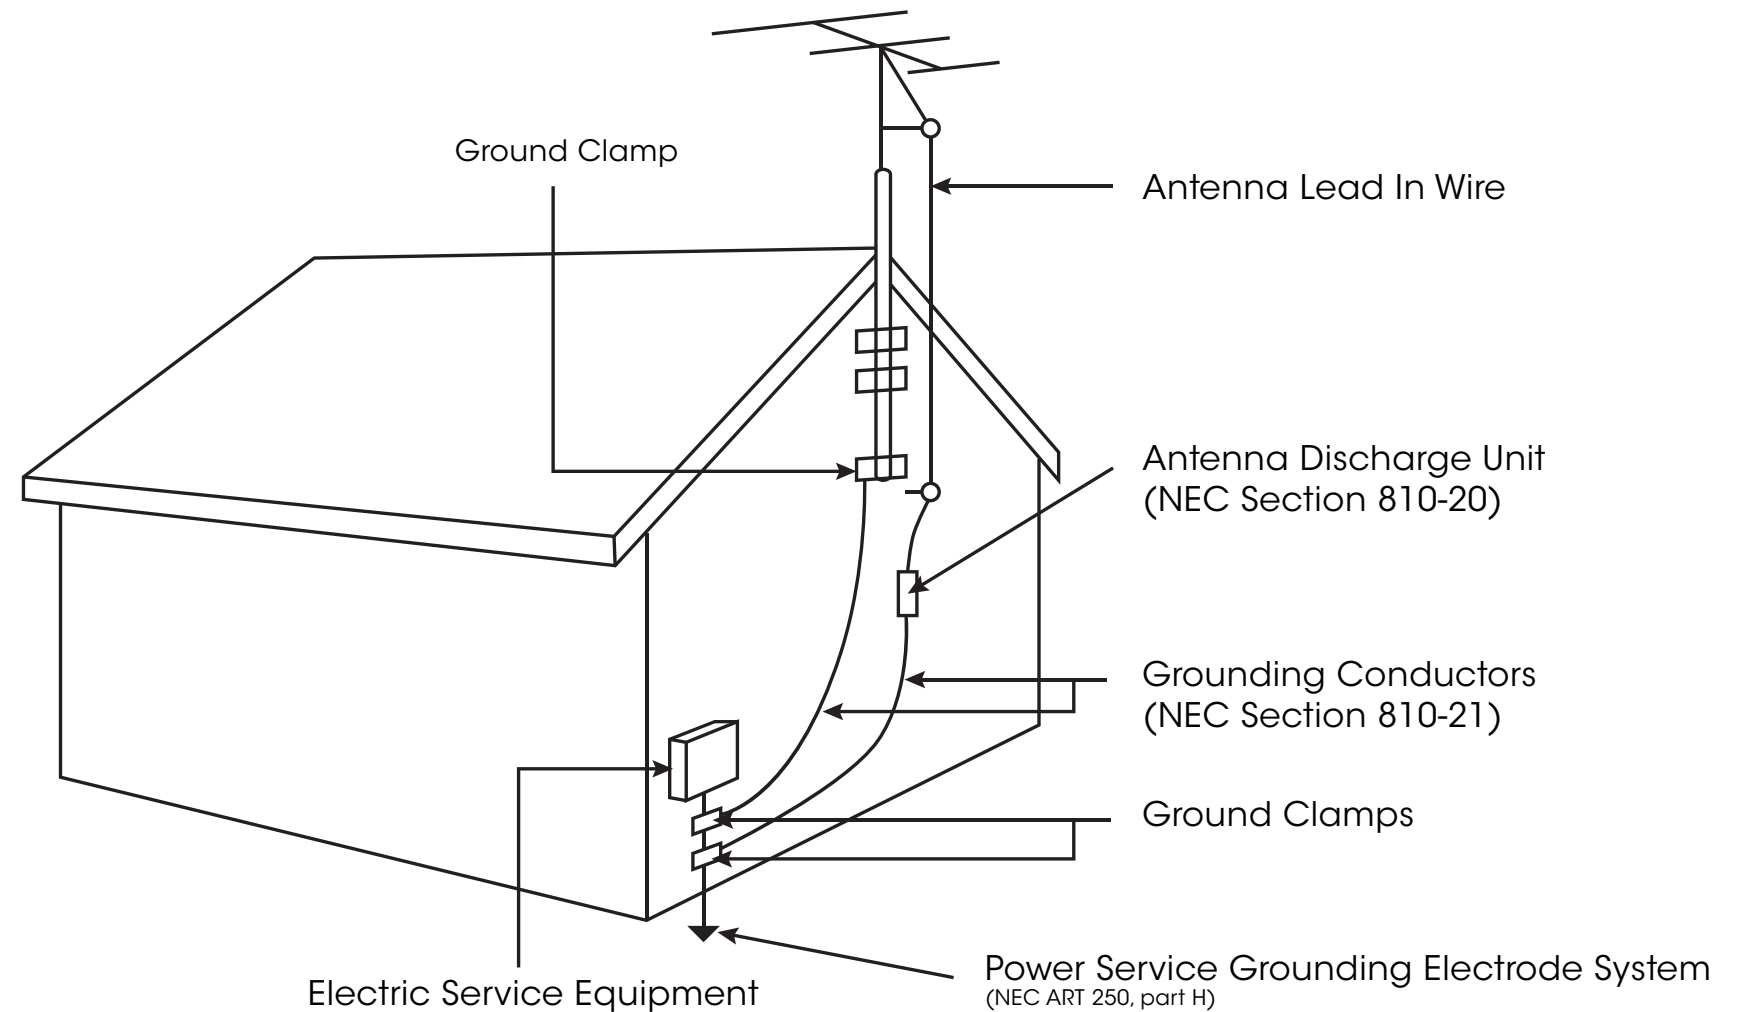 Ground Clamp
Antenna Lead In Wire
Antenna Discharge Unit
(NEC Section 810-20)
Grounding Conductors
(NEC Section 810-21)
Ground Clamps
Power Service Grounding Electrode System
(NEC ART 250, part H)
Electric Service Equipment